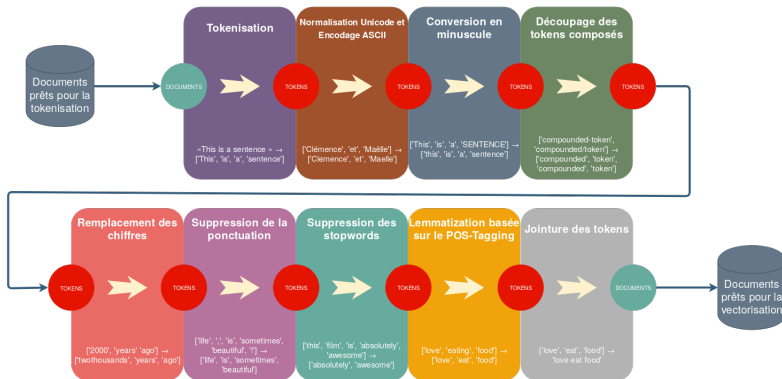 Tokenisation
Normalisation Unicode et
Encodage ASCII
Conversion en
minuscule
Découpage des
tokens composés
Documents
prêts pour la
tokenisation
DOCUMENTS
TOKENS
TOKENS
TOKENS
TOKENS
«This is a sentence » →
['This', 'is', 'a', 'sentence']
['Clémence', 'et', 'Maëlle'] →
['Clemence', 'et', 'Maelle']
['This', 'is', 'a', 'SENTENCE'] →
['this', 'is', 'a', 'sentence']
['compounded-token',
'compounded/token'] →
['compounded', 'token',
'compounded', 'token']
Remplacement des
chiffres
Suppression de la
ponctuation
Suppression des
stopwords
Lemmatization basée
sur le POS-Tagging
Jointure des tokens
TOKENS
TOKENS
TOKENS
TOKENS
TOKENS
DOCUMENTS
Documents
prêts pour la
vectorisation
['2000', 'years' 'ago'] →
['twothousands', 'years', 'ago']
['life', ',', 'is', 'sometimes',
'beautiful', '!'] →
['life', 'is', 'sometimes',
'beautiful']
['this', 'film', 'is', 'absolutely',
'awesome'] →
['absolutely', 'awesome']
['love', 'eating', 'food'] →
['love', 'eat', 'food']
['love', 'eat', 'food'] →
'love eat food'